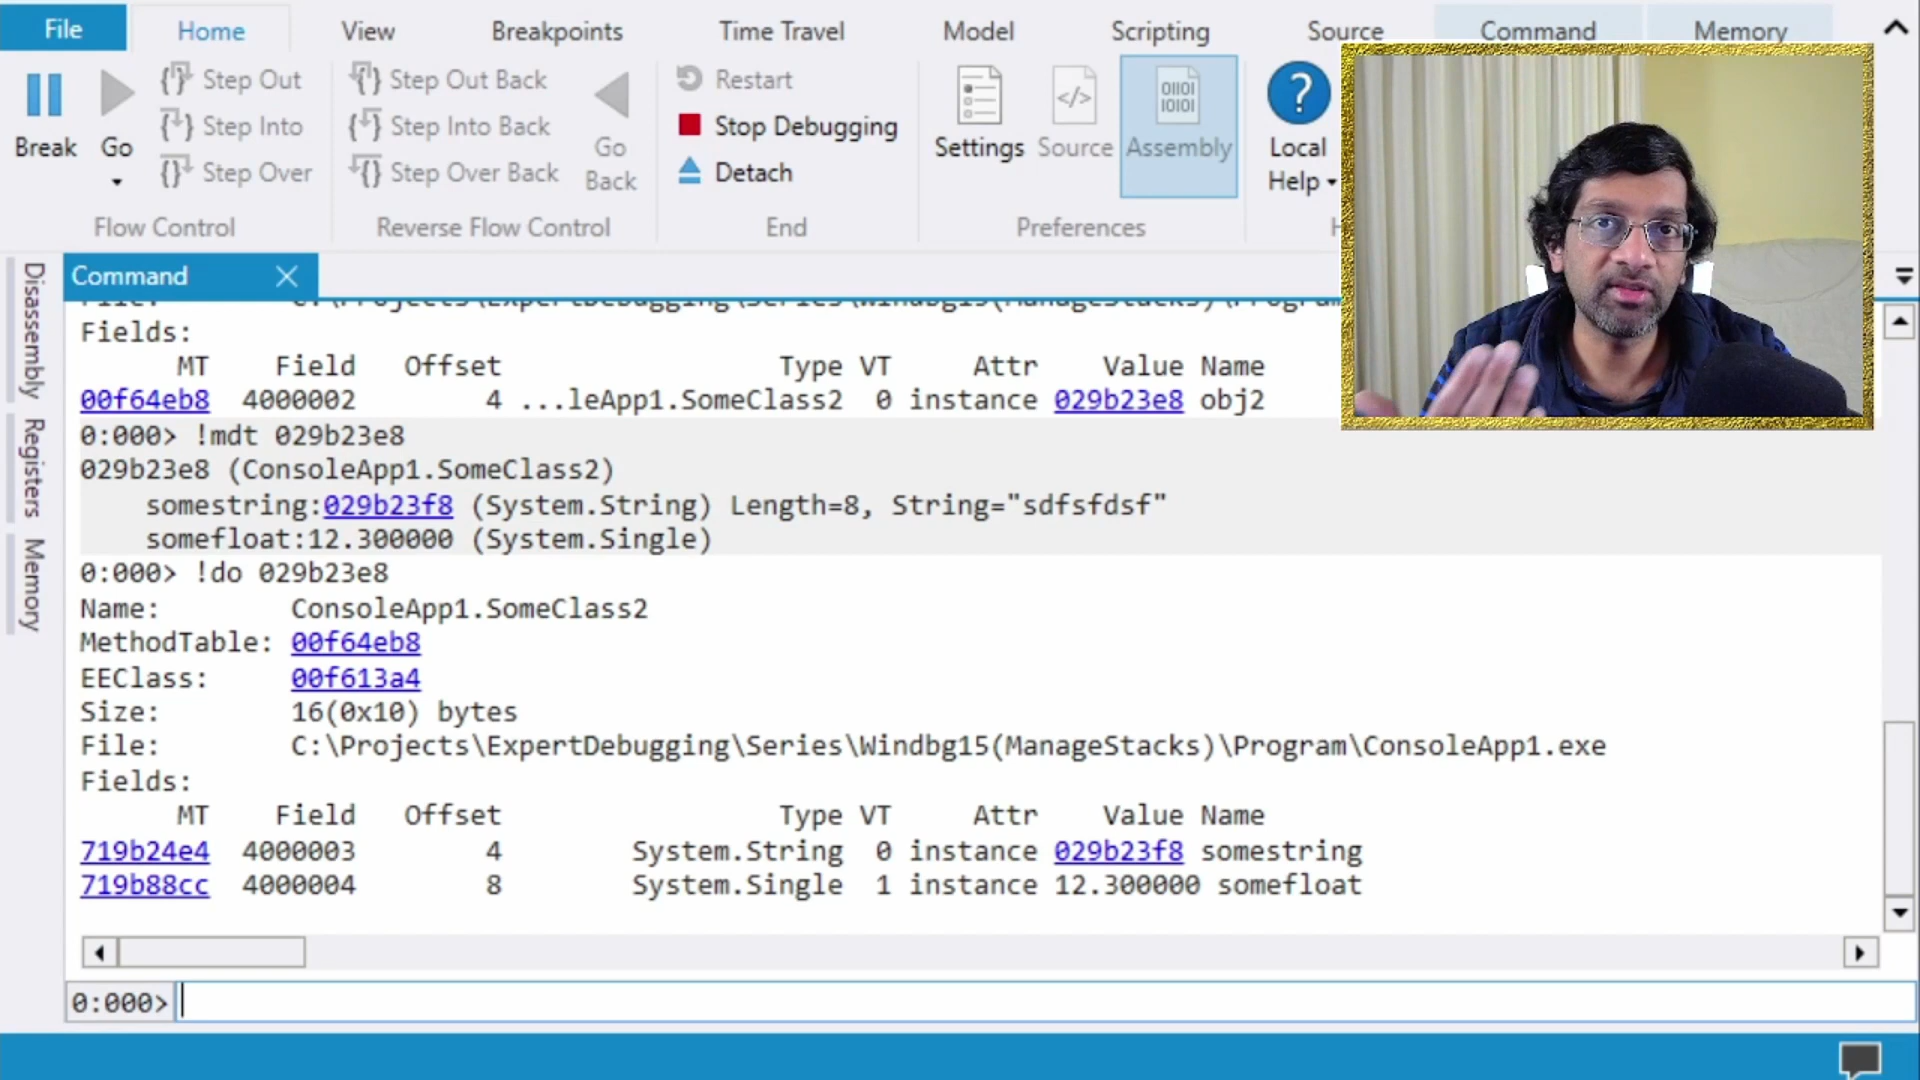 File Home View Breakpoints Time Travel Model Scripting Source Command Memory
Break
Go
Step Out
Step Into
Step Over
Flow Control
Step Out Back
Step Into Back
Step Over Back
Go
Back
Reverse Flow Control
Restart
Stop Debugging
Detach
End
Settings
Source
Assembly
Preferences
Local
Help
Disassembly
Registers
Memory
Command
File: C:\Projects\ExpertDebugging\Series\Windbg15(ManageStacks)\Program
Fields:
MT Field Offset Type VT Attr Value Name
00f64eb8 4000002 4 ...leApp1.SomeClass2 0 instance 029b23e8 obj2
0:000> !mdt 029b23e8
029b23e8 (ConsoleApp1.SomeClass2)
somestring:029b23f8 (System.String) Length=8, String="sdfsfdsf"
somefloat:12.300000 (System.Single)
0:000> !do 029b23e8
Name: ConsoleApp1.SomeClass2
MethodTable: 00f64eb8
EEClass: 00f613a4
Size: 16(0x10) bytes
File: C:\Projects\ExpertDebugging\Series\Windbg15(ManageStacks)\Program\ConsoleApp1.exe
Fields:
MT Field Offset Type VT Attr Value Name
719b24e4 4000003 4 System.String 0 instance 029b23f8 somestring
719b88cc 4000004 8 System.Single 1 instance 12.300000 somefloat
0:000>